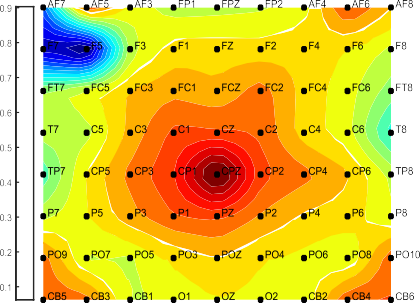 0.9 AF7 AF5 AF3 FP1 FPZ FP2 AF4 AF6 AF8
0.8 F7 F5 F3 F1 FZ F2 F4 F6 F8
0.7
FT7 FC5 FC3 FC1 FCZ FC2 FC4 FC6 FT8
0.6
T7 C5 C3 C1 CZ C2 C4 C6 T8
0.5
0.4 TP7 CP5 CP3 CP1 CPZ CP2 CP4 CP6 TP8
0.3 P7 P5 P3 P1 PZ P2 P4 P6 P8
0.2
PO9 PO7 PO5 PO3 POZ PO4 PO6 PO8 PO10
0.1
CB5 CB3 CB1 O1 OZ O2 CB2 CB4 CB6